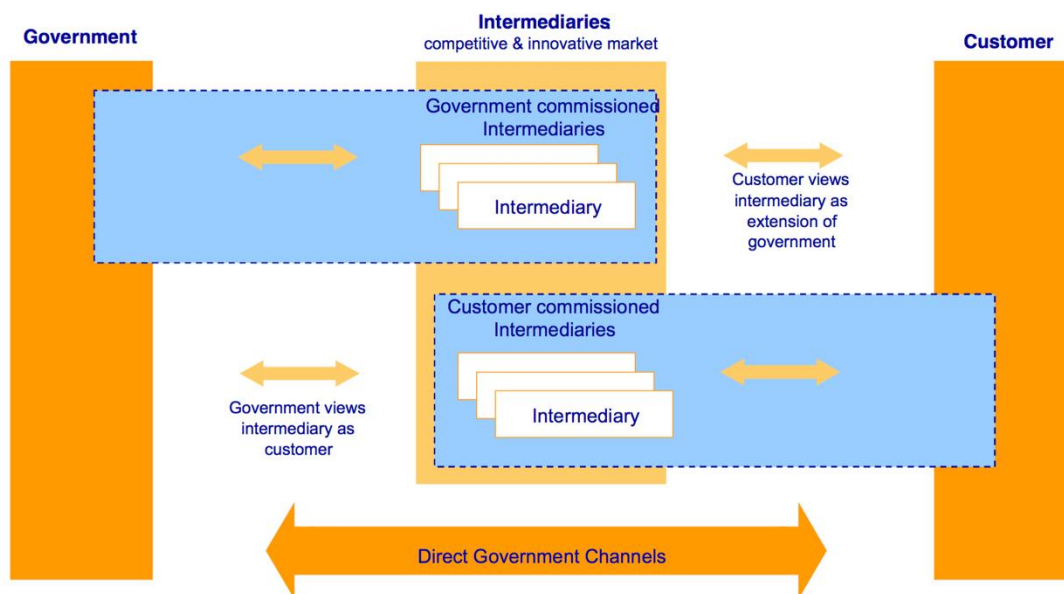 Government
Intermediaries:
competitive & innovative market
Customer
Government commissioned
Intermediaries
Intermediary
Customer views
intermediary as
extension of
government
Customer commissioned
Intermediaries
Intermediary
Government views
intermediary as
customer
Direct Government Channels